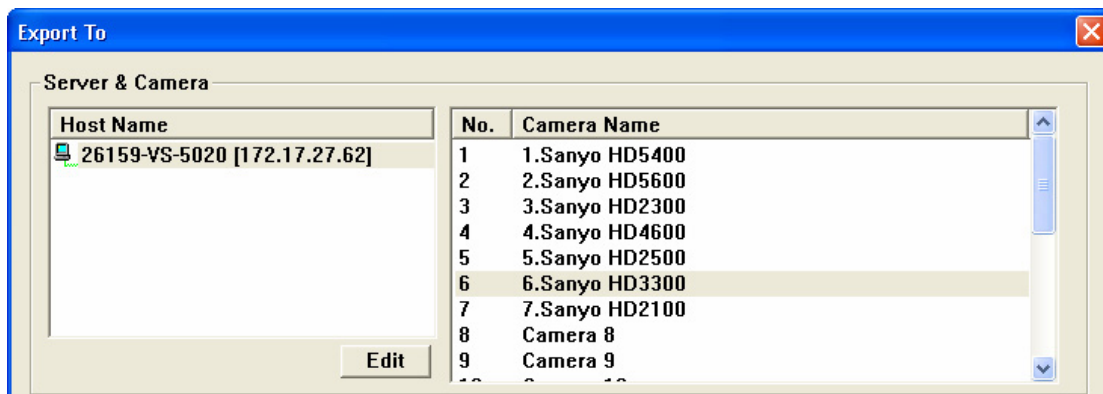 Export To
Server & Camera
Host Name
26159-VS-5020 [172.17.27.62]
Edit
No. Camera Name
1 1.Sanyo HD5400
2 2.Sanyo HD5600
3 3.Sanyo HD2300
4 4.Sanyo HD4600
5 5.Sanyo HD2500
6 6.Sanyo HD3300
7 7.Sanyo HD2100
8 Camera 8
9 Camera 9